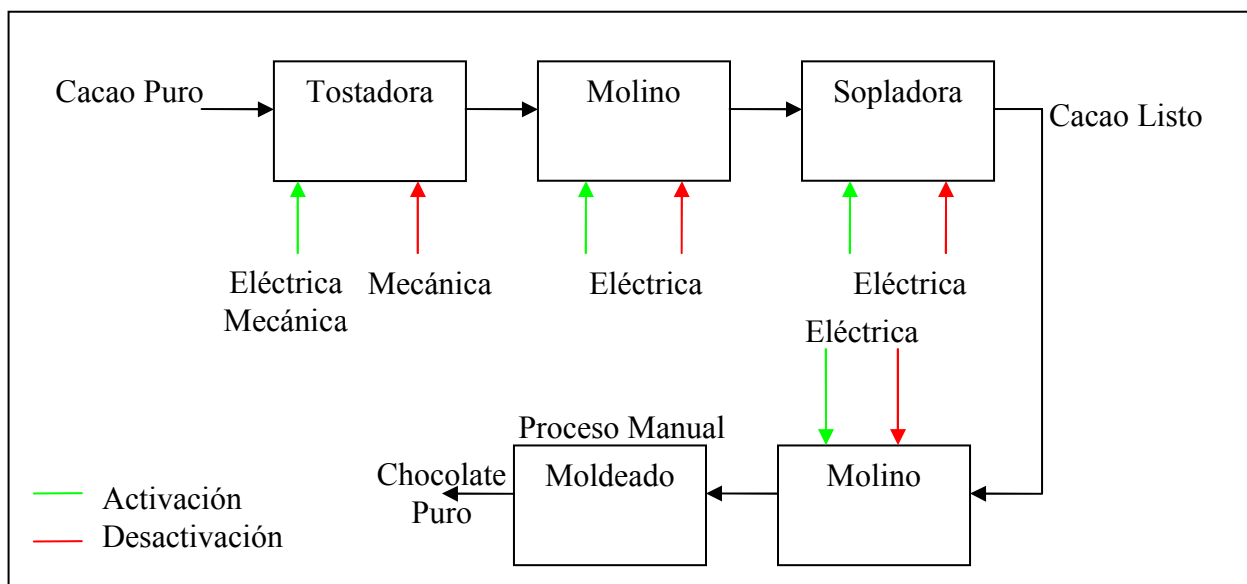 Cacao Puro
Tostadora
Molino
Sopladora
Cacao Listo
Eléctrica
Mecánica
Mecánica
Eléctrica
Eléctrica
Eléctrica
Proceso Manual
Chocolate
Puro
Moldeado
Molino
Activación
Desactivación